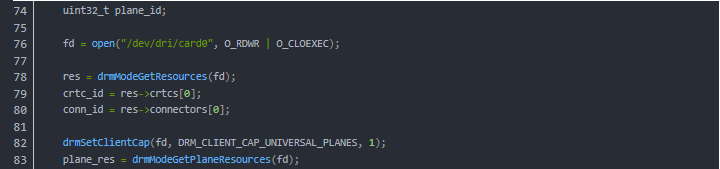 74 uint32_t plane_id;
75
76 fd = open("/dev/dri/card0", O_RDWR | O_CLOEXEC);
77
78 res = drmModeGetResources(fd);
79 crtc_id = res->crtcs[0];
80 conn_id = res->connectors[0];
81
82 drmSetClientCap(fd, DRM_CLIENT_CAP_UNIVERSAL_PLANES, 1);
83 plane_res = drmModeGetPlaneResources(fd);